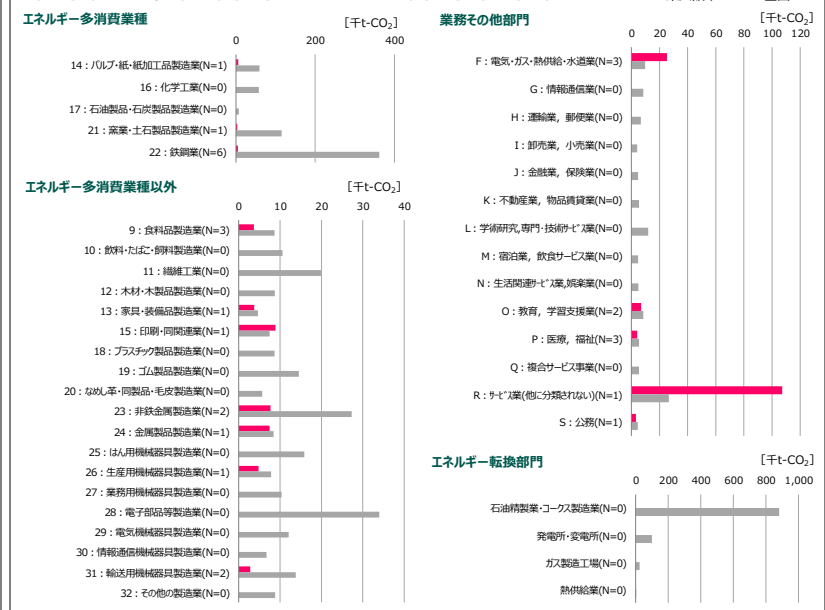 エネルギー多消費業種
[千t-CO₂]
0 200 400
14:パルプ・紙・紙加工品製造業(N=1)
16:化学工業(N=0)
17:石油製品・石炭製品製造業(N=0)
21:窯業・土石製品製造業(N=1)
22:鉄鋼業(N=6)
エネルギー多消費業種以外
[千t-CO₂]
0 10 20 30 40
9:食料品製造業(N=3)
10:飲料・たばこ・飼料製造業(N=0)
11:繊維工業(N=0)
12:木材・木製品製造業(N=0)
13:家具・装備品製造業(N=1)
15:印刷・同関連業(N=1)
18:プラスチック製品製造業(N=0)
19:ゴム製品製造業(N=0)
20:なめし革・同製品・毛皮製造業(N=0)
23:非鉄金属製造業(N=2)
24:金属製品製造業(N=1)
25:はん用機械器具製造業(N=0)
26:生産用機械器具製造業(N=1)
27:業務用機械器具製造業(N=0)
28:電子部品等製造業(N=0)
29:電気機械器具製造業(N=0)
30:情報通信機械器具製造業(N=0)
31:輸送用機械器具製造業(N=2)
32:その他の製造業(N=0)
業務その他部門
[千t-CO₂]
0 20 40 60 80 100 120
F:電気・ガス・熱供給・水道業(N=3)
G:情報通信業(N=0)
H:運輸業，郵便業(N=0)
I:卸売業，小売業(N=0)
J:金融業，保険業(N=0)
K:不動産業，物品賃貸業(N=0)
L:学術研究,専門・技術サービス業(N=0)
M:宿泊業，飲食サービス業(N=0)
N:生活関連サービス業,娯楽業(N=0)
O:教育，学習支援業(N=2)
P:医療，福祉(N=3)
Q:複合サービス事業(N=0)
R:サービス業(他に分類されない)(N=1)
S:公務(N=1)
エネルギー転換部門
[千t-CO₂]
0 200 400 600 800 1,000
石油精製業・コークス製造業(N=0)
発電所・変電所(N=0)
ガス製造工場(N=0)
熱供給業(N=0)